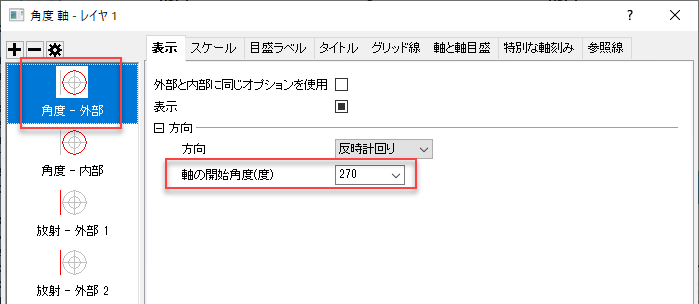 角度 軸 - レイヤ 1
表示 スケール 目盛ラベル タイトル グリッド線 軸と軸目盛 特別な軸刻み 参照線
角度 - 外部
角度 - 内部
放射 - 外部 1
放射 - 外部 2
外部と内部に同じオプションを使用
表示
方向
方向 反時計回り
軸の開始角度(度) 270